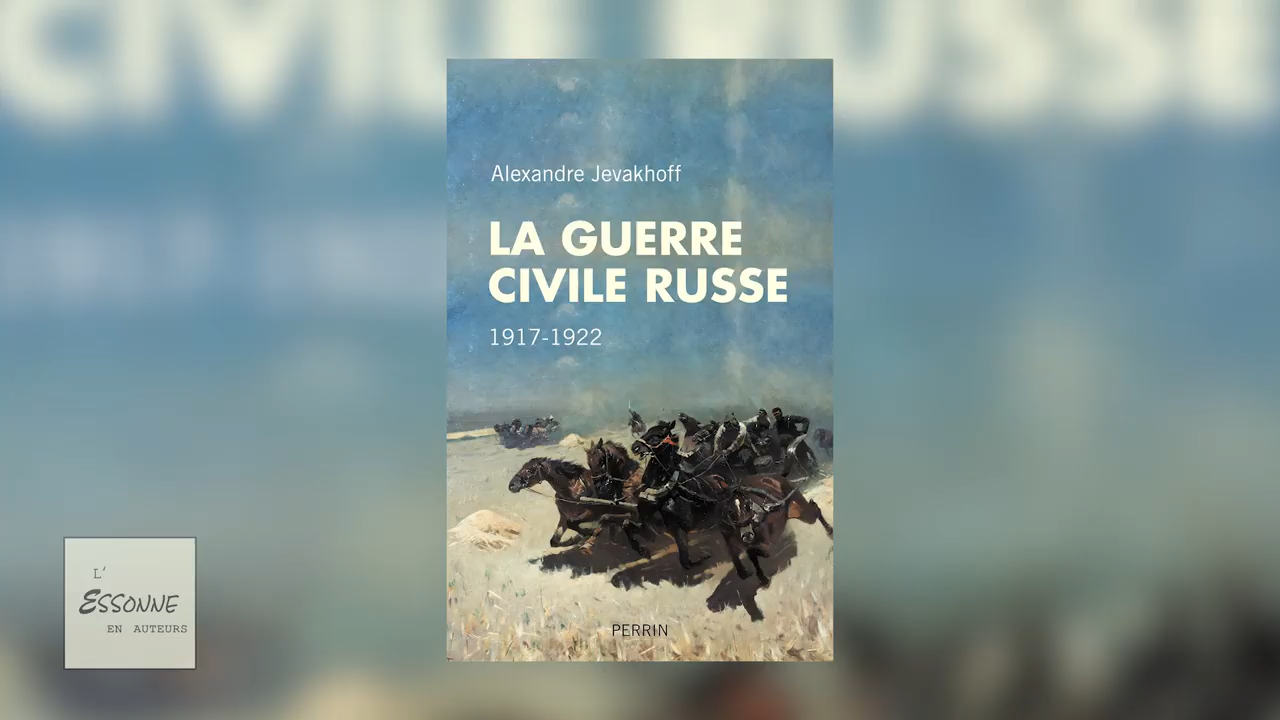 Alexandre Jevakhoff
LA GUERRE
CIVILE RUSSE
1917-1922
PERRIN
L'
ESSONNE
EN AUTEURS